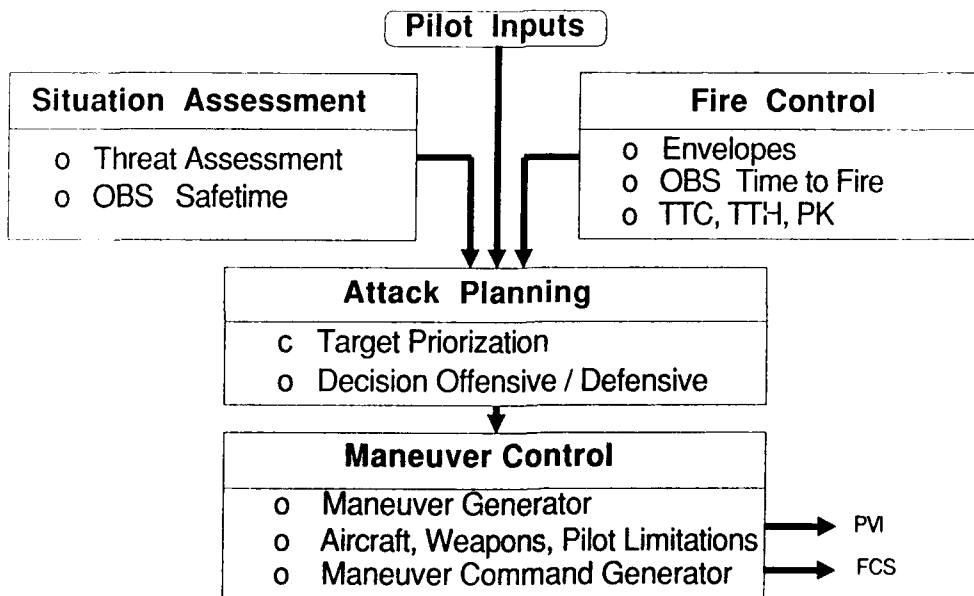 Pilot Inputs
Situation Assessment
o Threat Assessment
o OBS Safetime
Fire Control
o Envelopes
o OBS Time to Fire
o TTC, TTH, PK
Attack Planning
c Target Priorization
o Decision Offensive / Defensive
Maneuver Control
o Maneuver Generator
o Aircraft, Weapons, Pilot Limitations
o Maneuver Command Generator
PVI
FCS